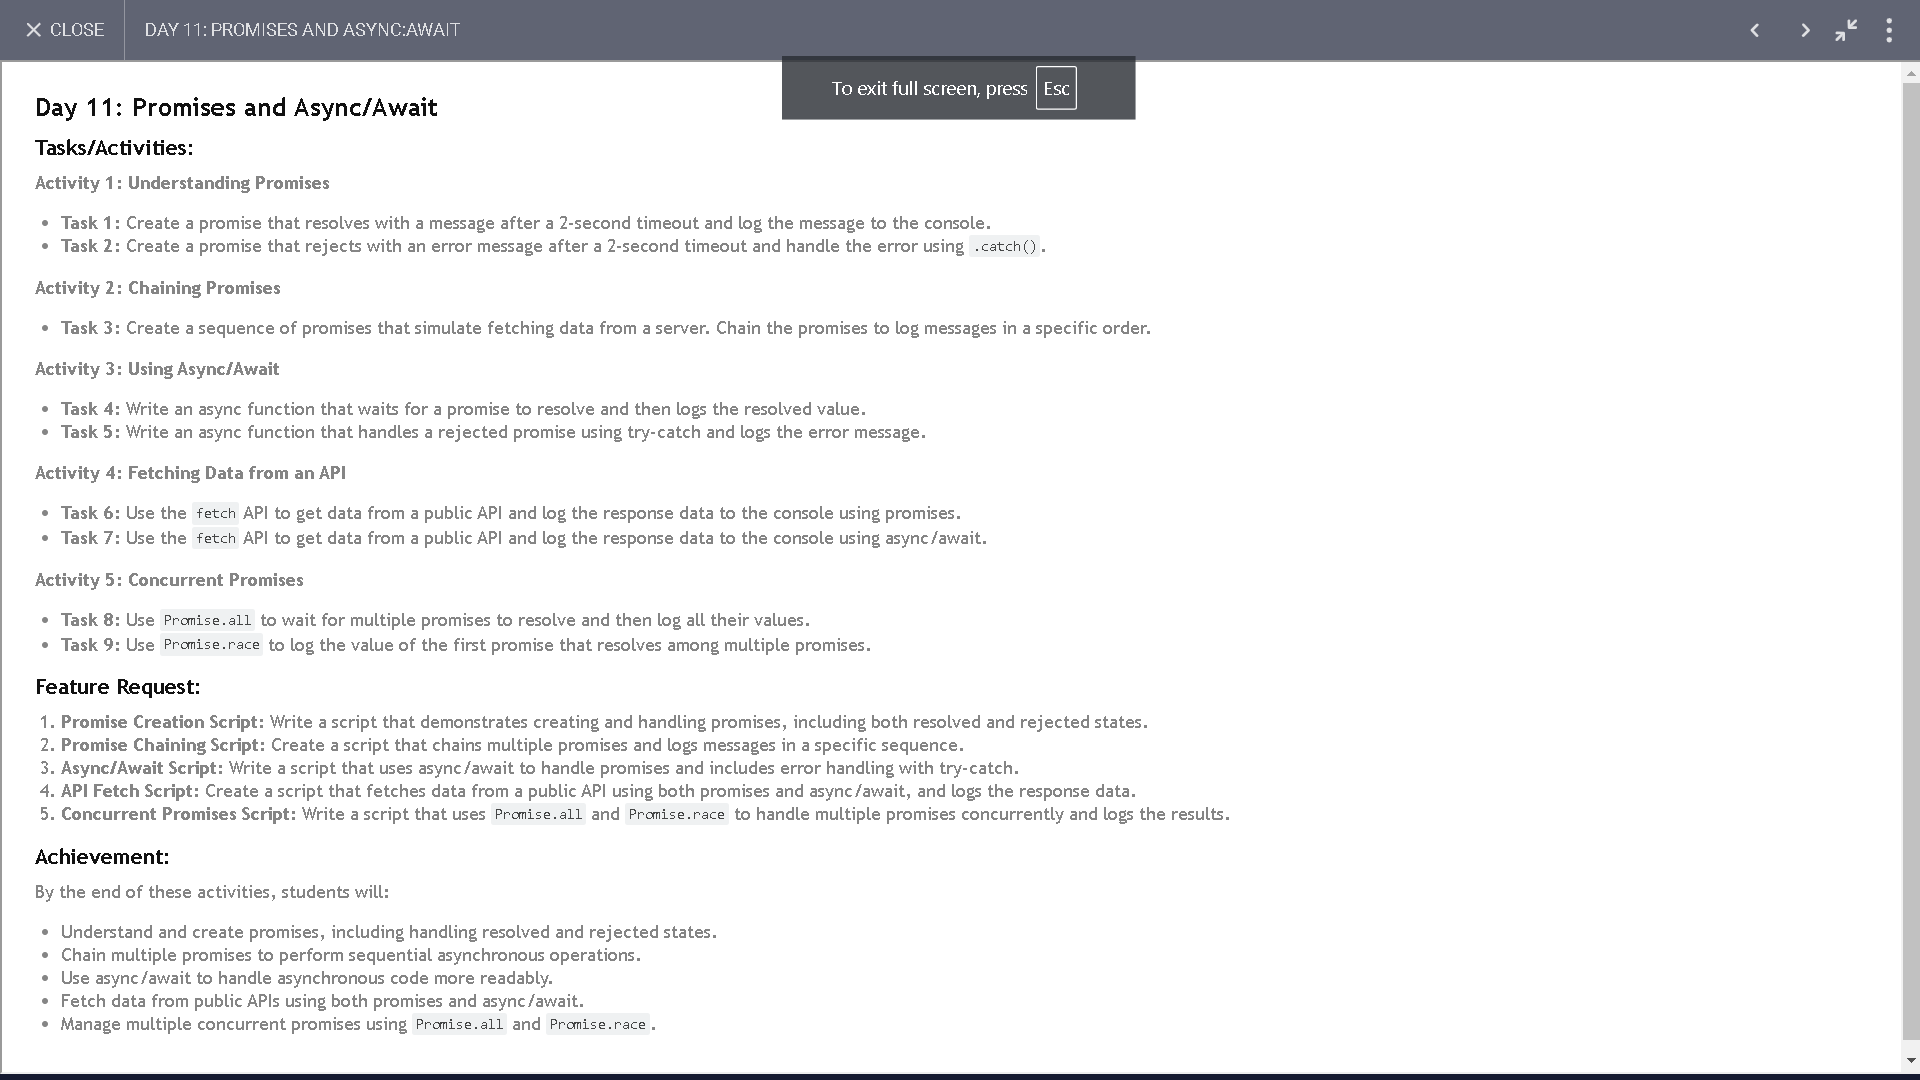 CLOSE
DAY 11: PROMISES AND ASYNC:AWAIT
To exit full screen, press Esc
Day 11: Promises and Async/Await
Tasks/Activities:
Activity 1: Understanding Promises
• Task 1: Create a promise that resolves with a message after a 2-second timeout and log the message to the console.
• Task 2: Create a promise that rejects with an error message after a 2-second timeout and handle the error using .catch().
Activity 2: Chaining Promises
• Task 3: Create a sequence of promises that simulate fetching data from a server. Chain the promises to log messages in a specific order.
Activity 3: Using Async/Await
• Task 4: Write an async function that waits for a promise to resolve and then logs the resolved value.
• Task 5: Write an async function that handles a rejected promise using try-catch and logs the error message.
Activity 4: Fetching Data from an API
• Task 6: Use the fetch API to get data from a public API and log the response data to the console using promises.
• Task 7: Use the fetch API to get data from a public API and log the response data to the console using async/await.
Activity 5: Concurrent Promises
• Task 8: Use Promise.all to wait for multiple promises to resolve and then log all their values.
• Task 9: Use Promise.race to log the value of the first promise that resolves among multiple promises.
Feature Request:
1. Promise Creation Script: Write a script that demonstrates creating and handling promises, including both resolved and rejected states.
2. Promise Chaining Script: Create a script that chains multiple promises and logs messages in a specific sequence.
3. Async/Await Script: Write a script that uses async/await to handle promises and includes error handling with try-catch.
4. API Fetch Script: Create a script that fetches data from a public API using both promises and async/await, and logs the response data.
5. Concurrent Promises Script: Write a script that uses Promise.all and Promise.race to handle multiple promises concurrently and logs the results.
Achievement:
By the end of these activities, students will:
• Understand and create promises, including handling resolved and rejected states.
• Chain multiple promises to perform sequential asynchronous operations.
• Use async/await to handle asynchronous code more readably.
• Fetch data from public APIs using both promises and async/await.
• Manage multiple concurrent promises using Promise.all and Promise.race.